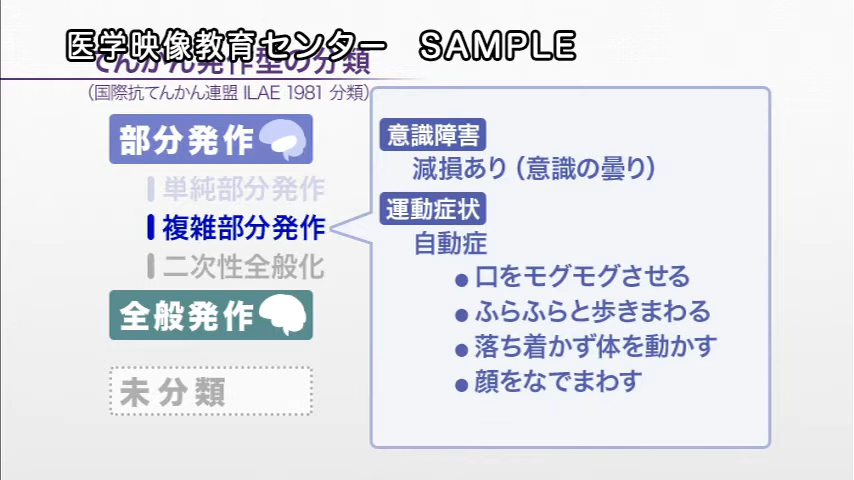 医学映像教育センター　SAMPLE
てんかん発作型の分類
（国際抗てんかん連盟 ILAE 1981 分類）
部分発作
単純部分発作
複雑部分発作
二次性全般化
全般発作
未分類
意識障害
減損あり（意識の曇り）
運動症状
自動症
●口をモグモグさせる
●ふらふらと歩きまわる
●落ち着かず体を動かす
●顔をなでまわす